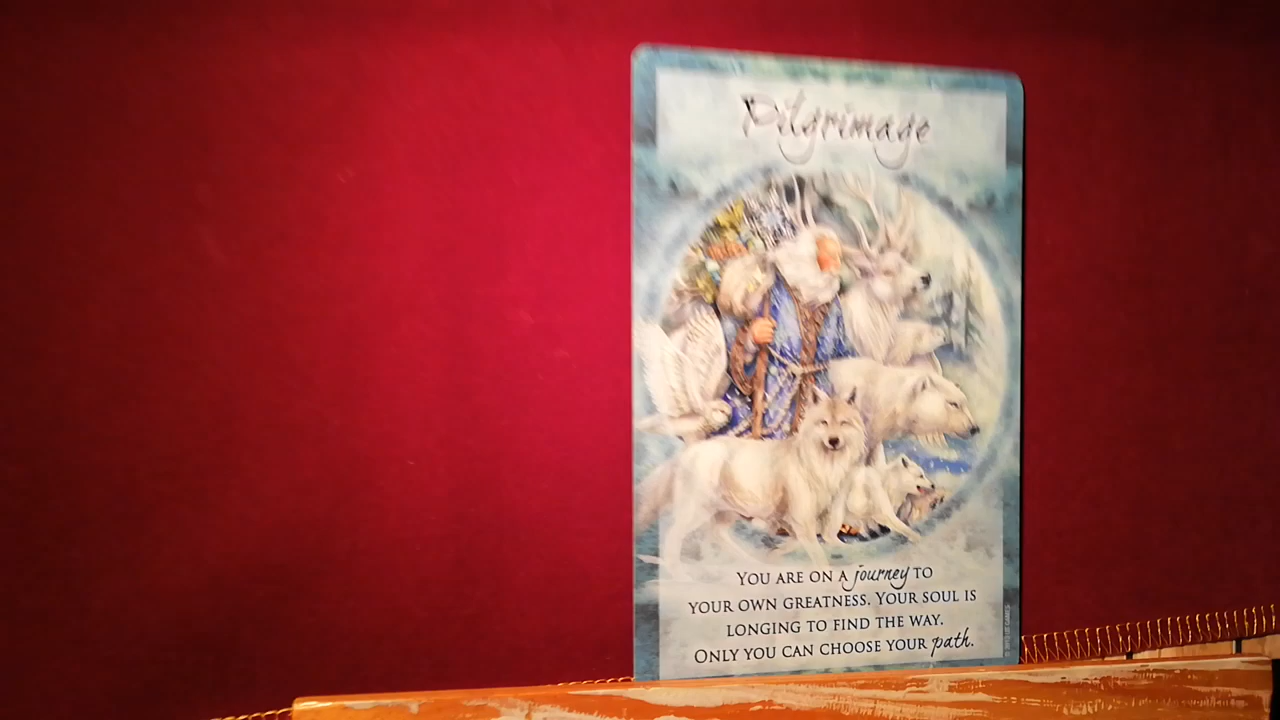 Pilgrimage
YOU ARE ON A journey TO
YOUR OWN GREATNESS. YOUR SOUL IS
LONGING TO FIND THE WAY.
ONLY YOU CAN CHOOSE YOUR path.